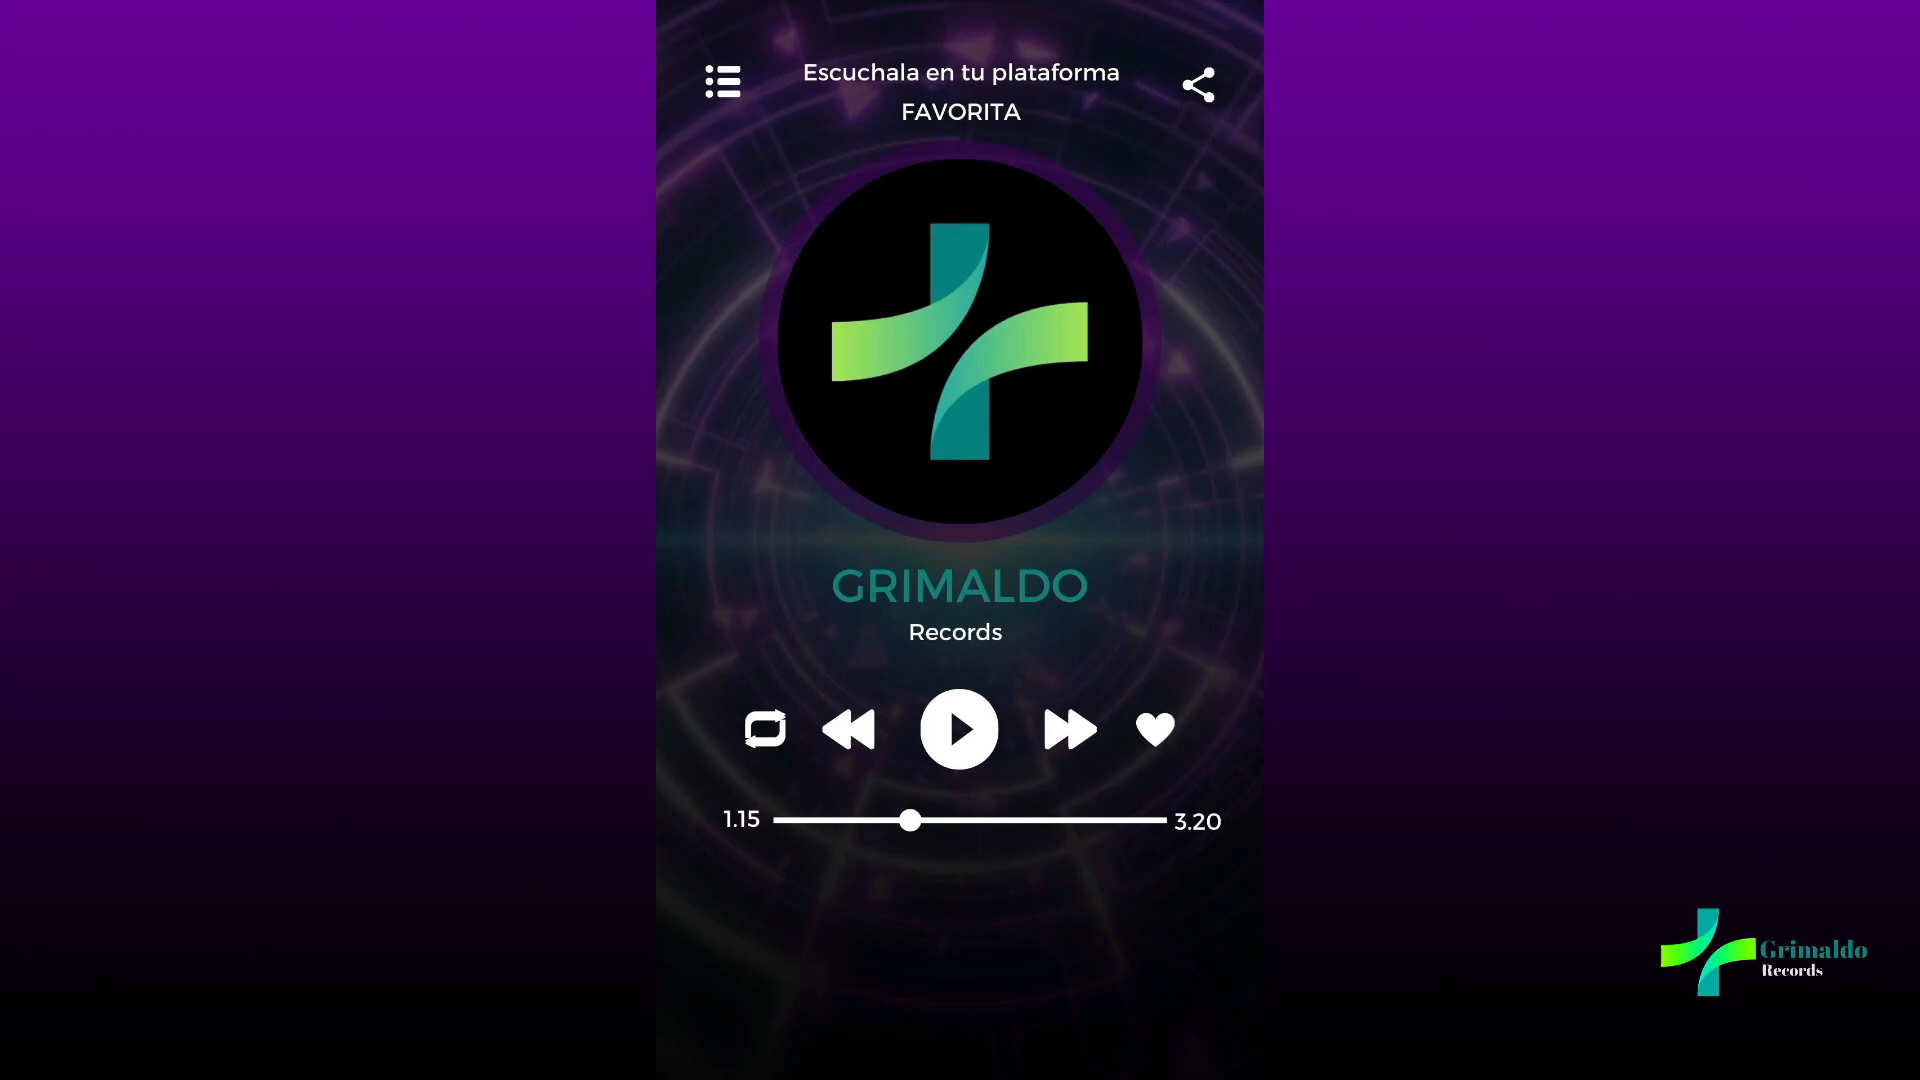 Escuchala en tu plataforma
FAVORITA
GRIMALDO
Records
1.15
3.20
Grimaldo
Records